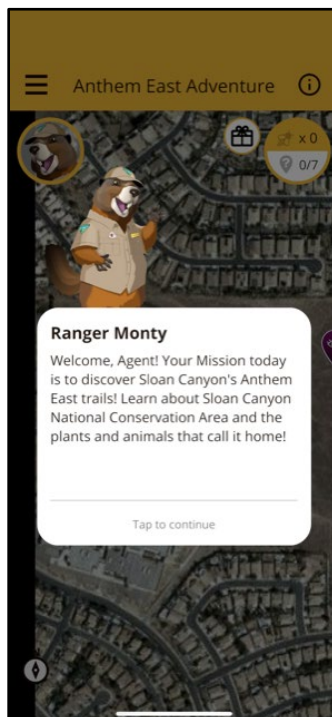 Anthem East Adventure
x 0
0/7
Ranger Monty
Welcome, Agent! Your Mission today
is to discover Sloan Canyon's Anthem
East trails! Learn about Sloan Canyon
National Conservation Area and the
plants and animals that call it home!
Tap to continue